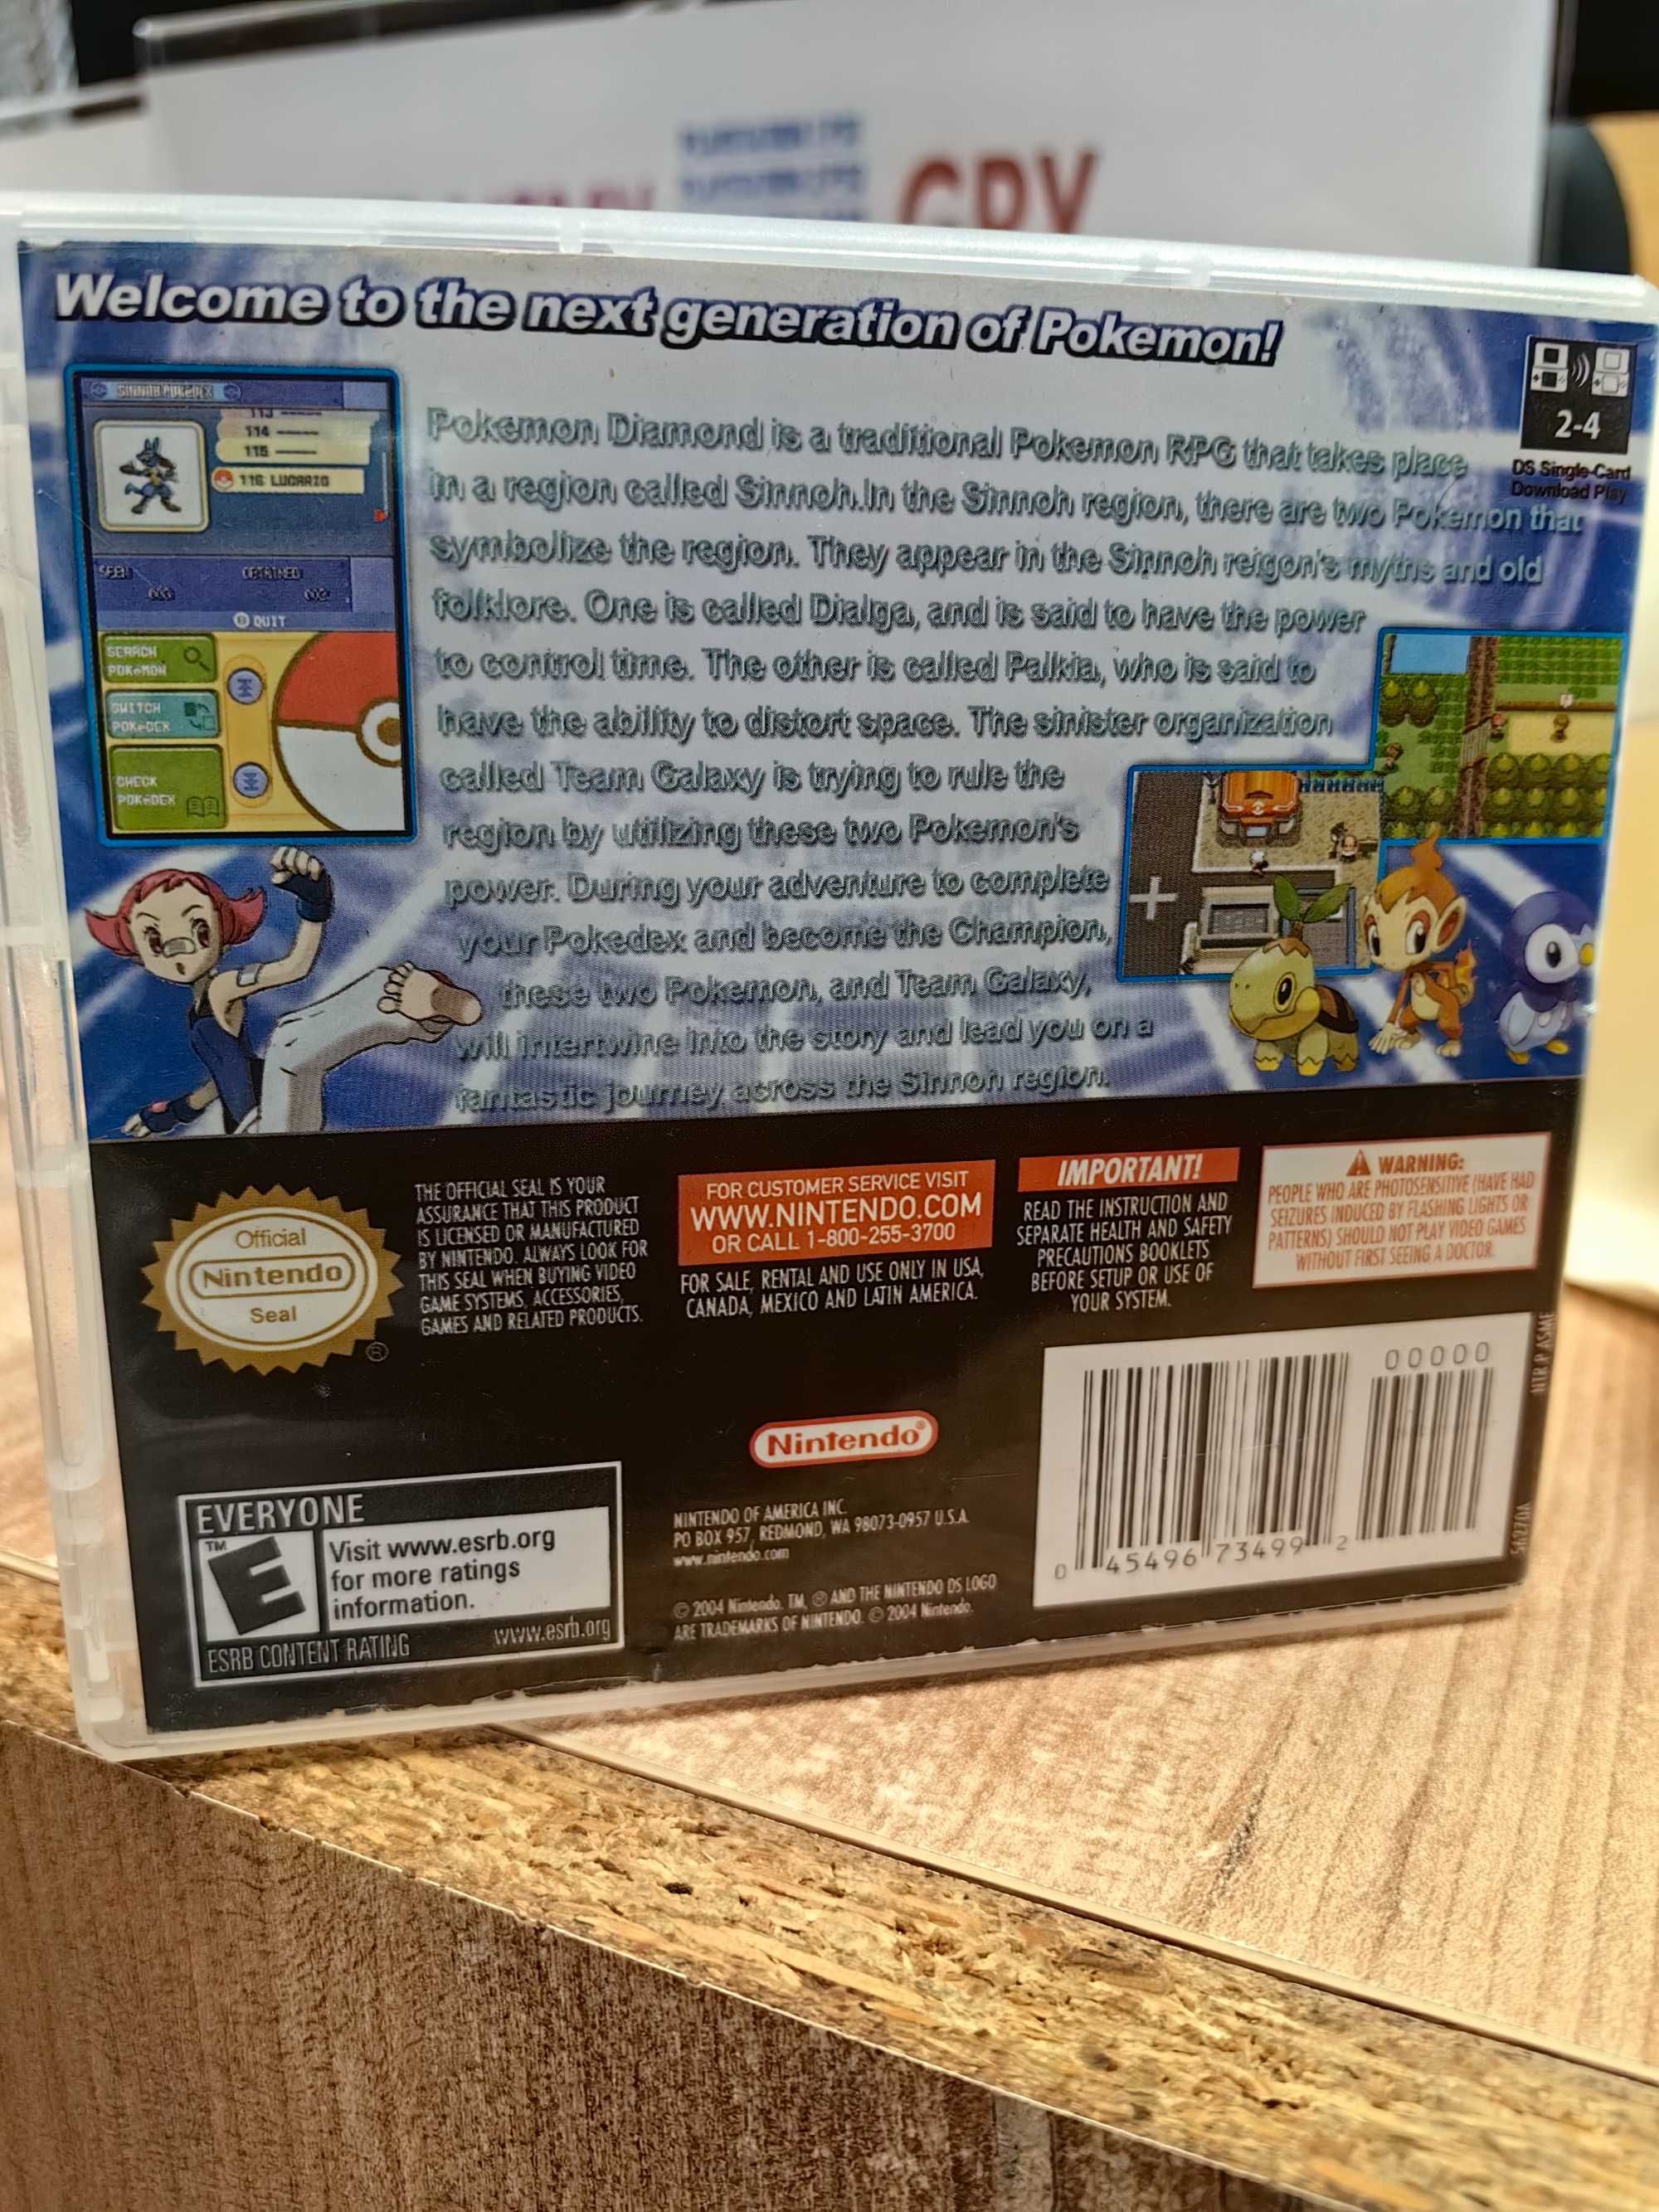 GRY
Welcome to the next generation of Pokemon!
SINNOH POKéDEX
113
114
115
116 LUCARIO
SEEN
OBTAINED
QUIT
SEARCH
POKéMON
SWITCH
POKéDEX
CHECK
POKéDEX
2-4
DS Single-Card
Download Play
Pokemon Diamond is a traditional Pokemon RPG that takes place
in a region called Sinnoh.In the Sinnoh region, there are two Pokemon that
symbolize the region. They appear in the Sinnoh reigon's myths and old
folklore. One is called Dialga, and is said to have the power
to control time. The other is called Palkia, who is said to
have the ability to distort space. The sinister organization
called Team Galaxy is trying to rule the
region by utilizing these two Pokemon's
power. During your adventure to complete
your Pokedex and become the Champion,
these two Pokemon, and Team Galaxy,
will intertwine into the story and lead you on a
fantastic journey across the Sinnoh region.
Official
Nintendo
Seal
®
THE OFFICIAL SEAL IS YOUR
ASSURANCE THAT THIS PRODUCT
IS LICENSED OR MANUFACTURED
BY NINTENDO. ALWAYS LOOK FOR
THIS SEAL WHEN BUYING VIDEO
GAME SYSTEMS, ACCESSORIES,
GAMES AND RELATED PRODUCTS.
FOR CUSTOMER SERVICE VISIT
WWW.NINTENDO.COM
OR CALL 1-800-255-3700
FOR SALE, RENTAL AND USE ONLY IN USA,
CANADA, MEXICO AND LATIN AMERICA.
IMPORTANT!
READ THE INSTRUCTION AND
SEPARATE HEALTH AND SAFETY
PRECAUTIONS BOOKLETS
BEFORE SETUP OR USE OF
YOUR SYSTEM.
WARNING:
PEOPLE WHO ARE PHOTOSENSITIVE (HAVE HAD
SEIZURES INDUCED BY FLASHING LIGHTS OR
PATTERNS) SHOULD NOT PLAY VIDEO GAMES
WITHOUT FIRST SEEING A DOCTOR.
EVERYONE
TM
E
Visit www.esrb.org
for more ratings
information.
ESRB CONTENT RATING
www.esrb.org
Nintendo®
NINTENDO OF AMERICA INC.
PO BOX 957, REDMOND, WA 98073-0957 U.S.A.
www.nintendo.com
© 2004 Nintendo. TM, ® AND THE NINTENDO DS LOGO
ARE TRADEMARKS OF NINTENDO. © 2004 Nintendo.
00000
0 45496 73499 2